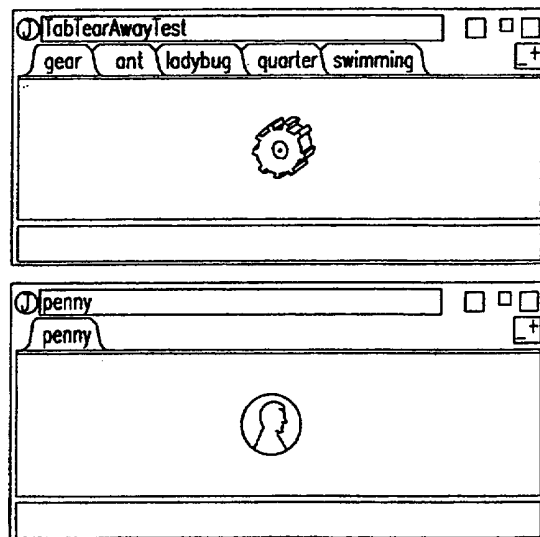 J TabTearAwayTest
gear ant ladybug quarter swimming
J penny
penny